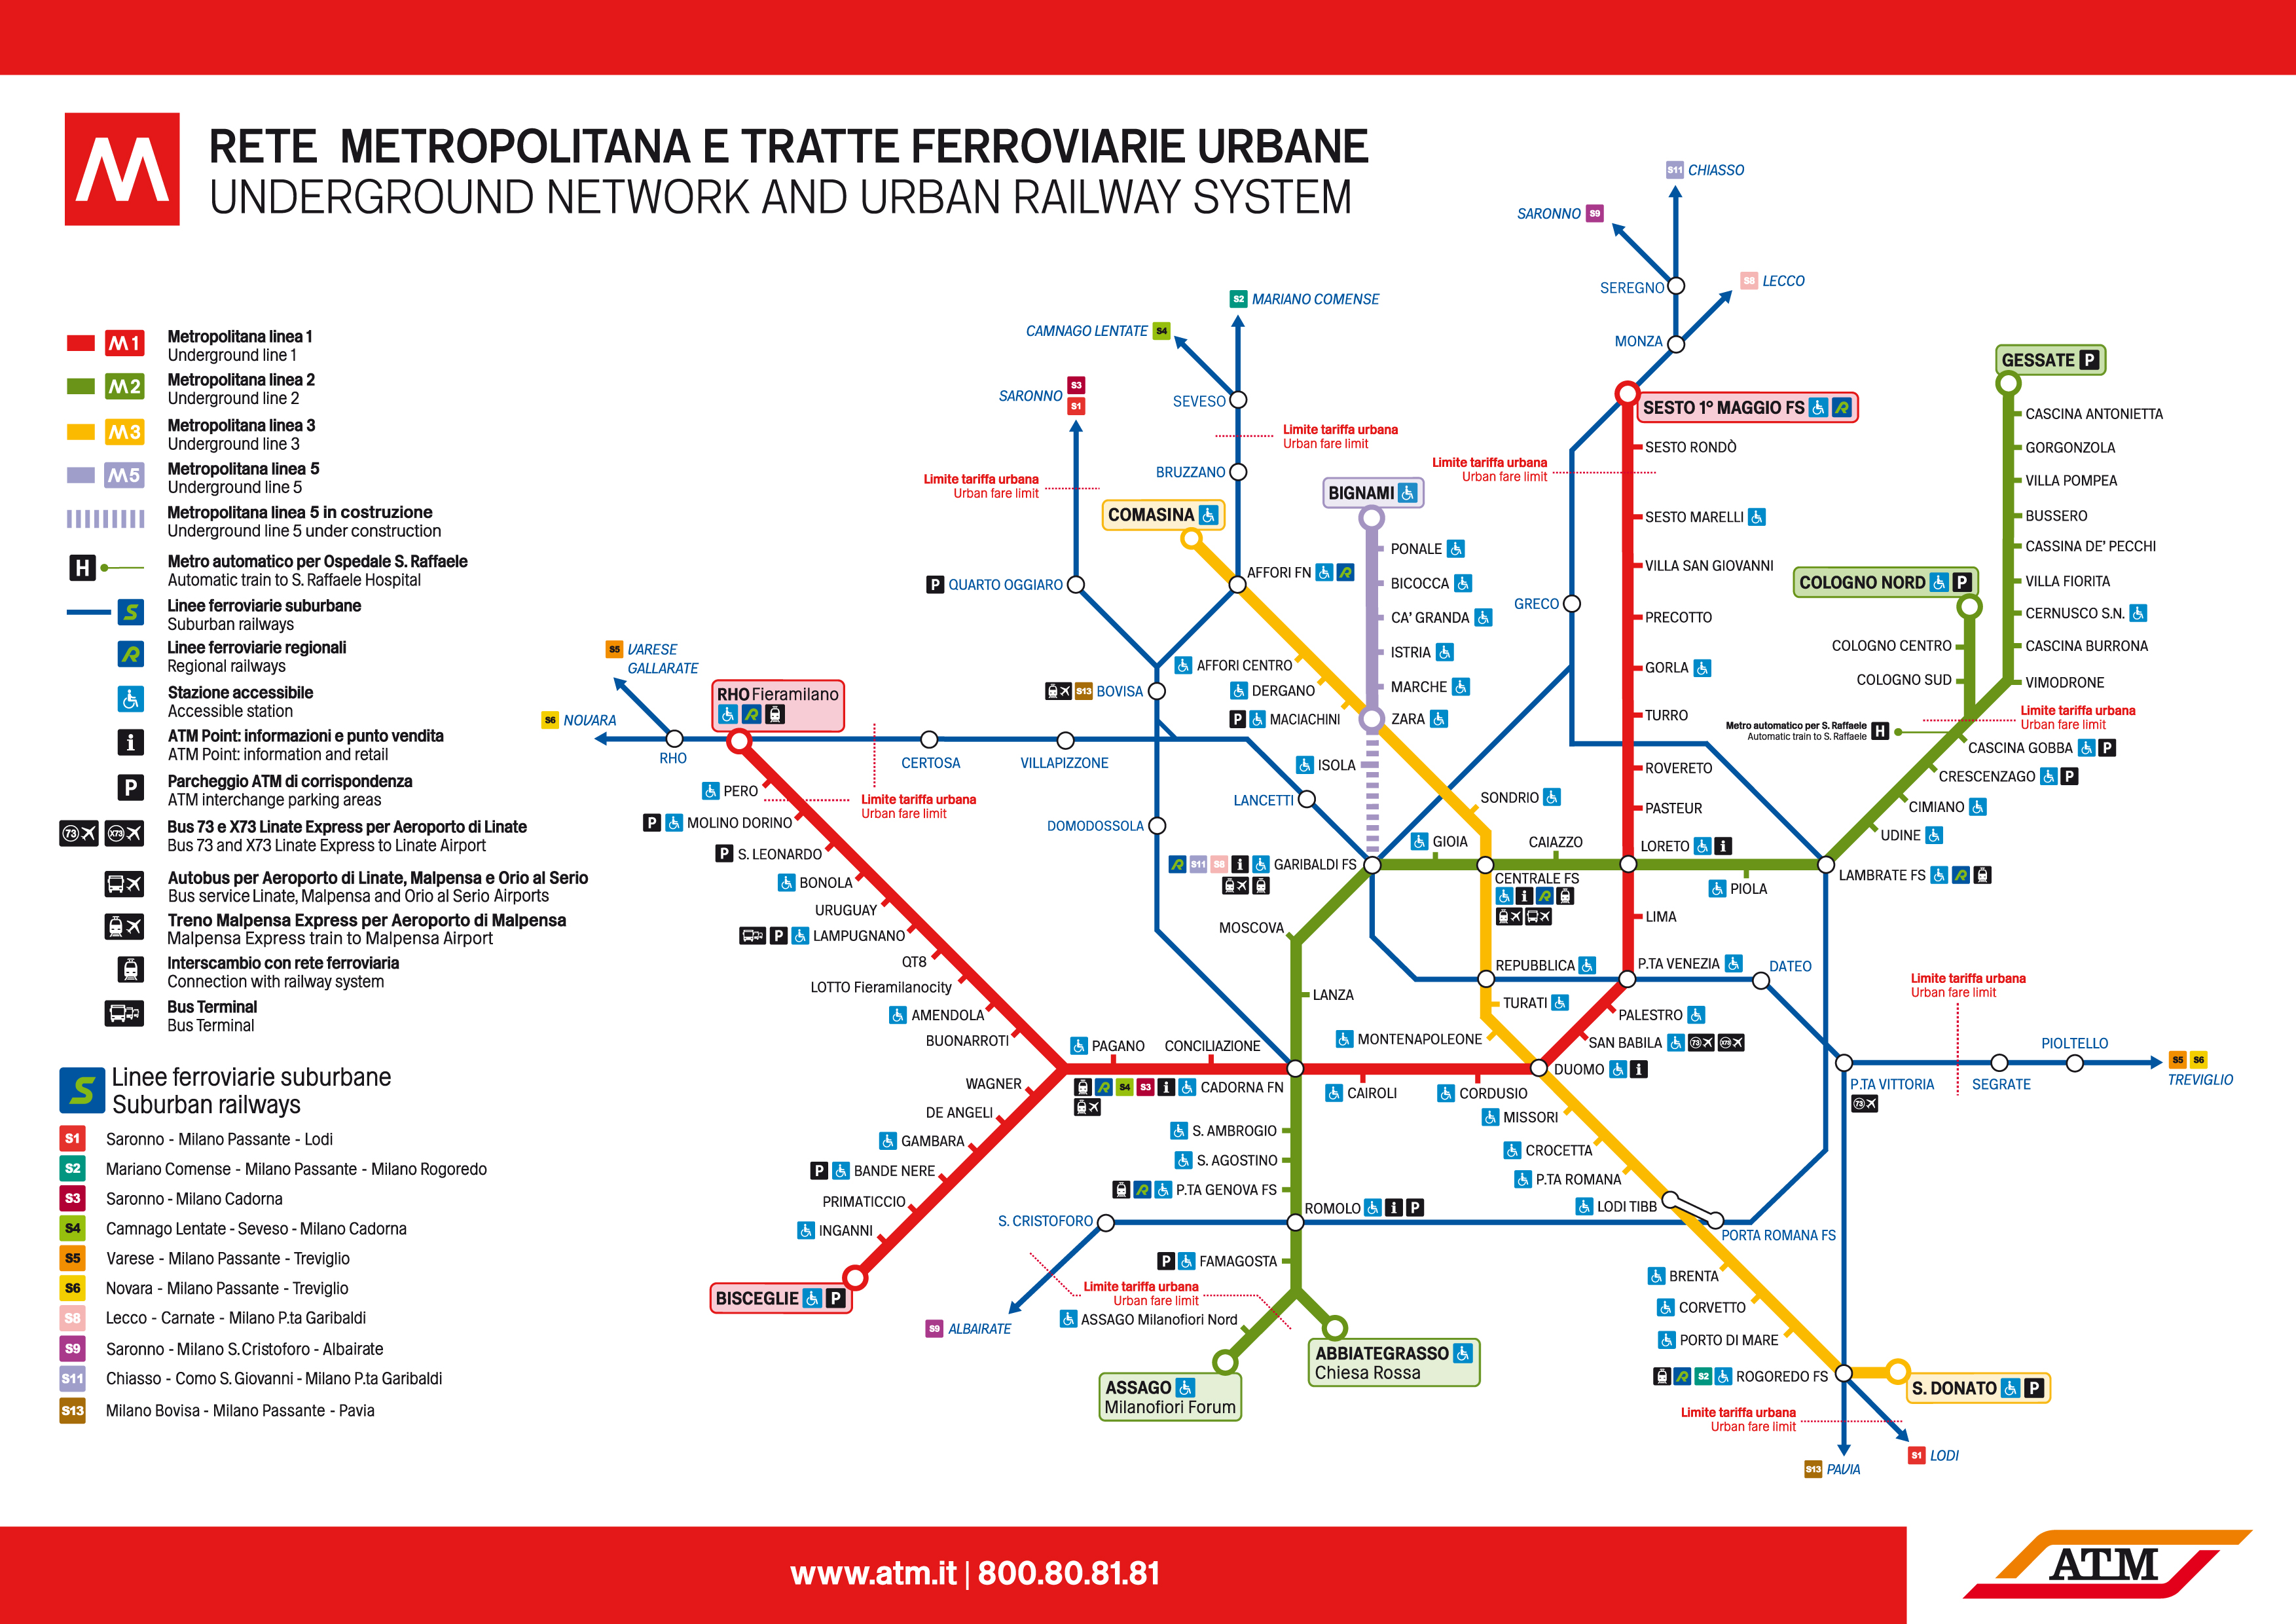 RETE METROPOLITANA E TRATTE FERROVIARIE URBANE
UNDERGROUND NETWORK AND URBAN RAILWAY SYSTEM
M1 Metropolitana linea 1
Underground line 1
M2 Metropolitana linea 2
Underground line 2
M3 Metropolitana linea 3
Underground line 3
M5 Metropolitana linea 5
Underground line 5
Metropolitana linea 5 in costruzione
Underground line 5 under construction
H Metro automatico per Ospedale S. Raffaele
Automatic train to S. Raffaele Hospital
S Linee ferroviarie suburbane
Suburban railways
R Linee ferroviarie regionali
Regional railways
Stazione accessibile
Accessible station
i ATM Point: informazioni e punto vendita
ATM Point: information and retail
P Parcheggio ATM di corrispondenza
ATM interchange parking areas
73 X73 Bus 73 e X73 Linate Express per Aeroporto di Linate
Bus 73 and X73 Linate Express to Linate Airport
Autobus per Aeroporto di Linate, Malpensa e Orio al Serio
Bus service Linate, Malpensa and Orio al Serio Airports
Treno Malpensa Express per Aeroporto di Malpensa
Malpensa Express train to Malpensa Airport
Interscambio con rete ferroviaria
Connection with railway system
Bus Terminal
Bus Terminal
S Linee ferroviarie suburbane
Suburban railways
S1 Saronno - Milano Passante - Lodi
S2 Mariano Comense - Milano Passante - Milano Rogoredo
S3 Saronno - Milano Cadorna
S4 Camnago Lentate - Seveso - Milano Cadorna
S5 Varese - Milano Passante - Treviglio
S6 Novara - Milano Passante - Treviglio
S8 Lecco - Carnate - Milano P.ta Garibaldi
S9 Saronno - Milano S.Cristoforo - Albairate
S11 Chiasso - Como S.Giovanni - Milano P.ta Garibaldi
S13 Milano Bovisa - Milano Passante - Pavia
S11 CHIASSO
SARONNO S9
SEREGNO
S8 LECCO
MONZA
S2 MARIANO COMENSE
CAMNAGO LENTATE S4
SARONNO S3
S1
SEVESO
Limite tariffa urbana
Urban fare limit
BRUZZANO
Limite tariffa urbana
Urban fare limit
Limite tariffa urbana
Urban fare limit
COMASINA
BIGNAMI
P QUARTO OGGIARO
AFFORI FN R
PONALE
BICOCCA
CA' GRANDA
ISTRIA
MARCHE
ZARA
AFFORI CENTRO
DERGANO
P MACIACHINI
S13 BOVISA
ISOLA
LANCETTI
DOMODOSSOLA
GRECO
SESTO 1° MAGGIO FS R
SESTO RONDÒ
SESTO MARELLI
VILLA SAN GIOVANNI
PRECOTTO
GORLA
TURRO
ROVERETO
PASTEUR
LORETO i
LIMA
P.TA VENEZIA
GESSATE P
CASCINA ANTONIETTA
GORGONZOLA
VILLA POMPEA
BUSSERO
CASSINA DE' PECCHI
VILLA FIORITA
CERNUSCO S.N.
CASCINA BURRONA
VIMODRONE
COLOGNO NORD P
COLOGNO CENTRO
COLOGNO SUD
Limite tariffa urbana
Urban fare limit
Metro automatico per S. Raffaele
Automatic train to S. Raffaele H
CASCINA GOBBA P
CRESCENZAGO P
CIMIANO
UDINE
LAMBRATE FS R
PIOLA
CAIAZZO
GIOIA
SONDRIO
CENTRALE FS
i R
R S11 S8 i GARIBALDI FS
MOSCOVA
LANZA
REPUBBLICA
TURATI
MONTENAPOLEONE
PALESTRO
SAN BABILA 73 X73
DUOMO i
DATEO
Limite tariffa urbana
Urban fare limit
P.TA VITTORIA
73
SEGRATE
PIOLTELLO
S5 S6
TREVIGLIO
S5 VARESE
GALLARATE
S6 NOVARA
RHO
RHO Fieramilano
R
CERTOSA
VILLAPIZZONE
Limite tariffa urbana
Urban fare limit
PERO
P MOLINO DORINO
P S. LEONARDO
BONOLA
URUGUAY
P LAMPUGNANO
QT8
LOTTO Fieramilanocity
AMENDOLA
BUONARROTI
PAGANO
CONCILIAZIONE
R S4 S3 i CADORNA FN
CAIROLI
CORDUSIO
WAGNER
DE ANGELI
GAMBARA
P BANDE NERE
PRIMATICCIO
INGANNI
BISCEGLIE P
S. AMBROGIO
S. AGOSTINO
R P.TA GENOVA FS
ROMOLO i P
S. CRISTOFORO
P FAMAGOSTA
Limite tariffa urbana
Urban fare limit
S9 ALBAIRATE
ASSAGO Milanofiori Nord
ASSAGO
Milanofiori Forum
ABBIATEGRASSO
Chiesa Rossa
MISSORI
CROCETTA
P.TA ROMANA
LODI TIBB
PORTA ROMANA FS
BRENTA
CORVETTO
PORTO DI MARE
R S2 ROGOREDO FS
S. DONATO P
Limite tariffa urbana
Urban fare limit
S1 LODI
S13 PAVIA
www.atm.it | 800.80.81.81
ATM